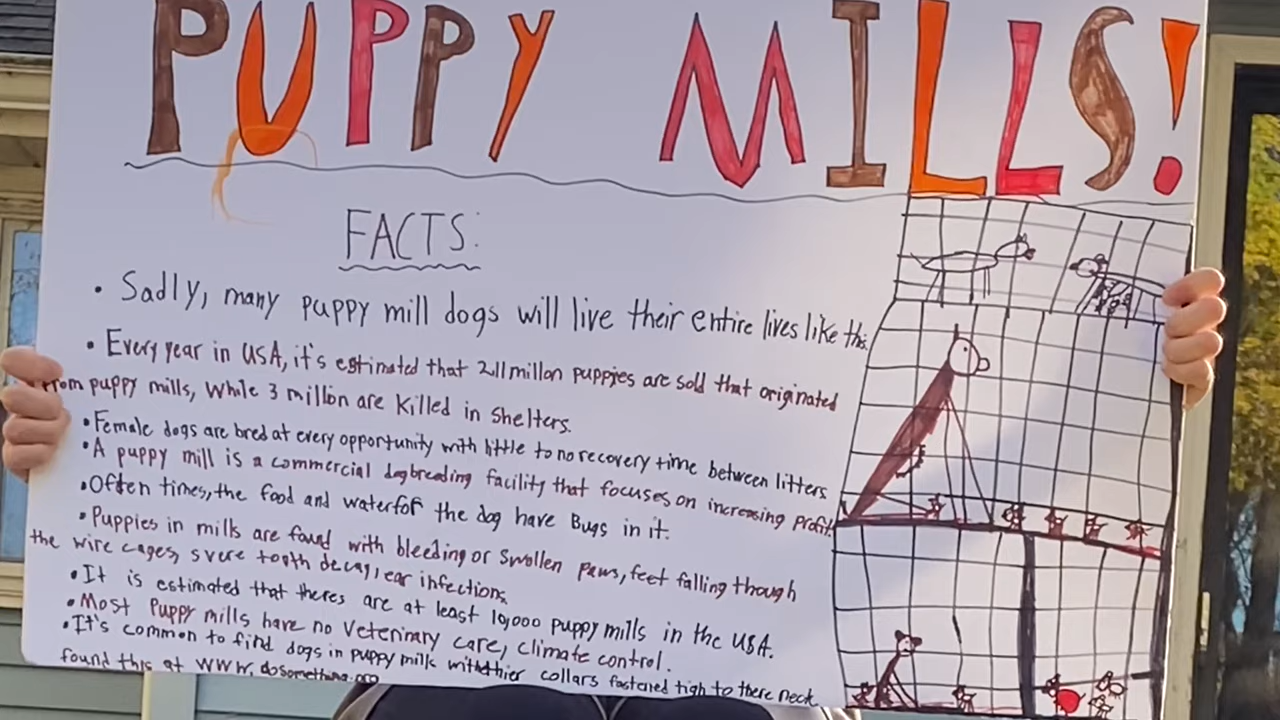 PUPPY MILLS!
FACTS:
• Sadly, many puppy mill dogs will live their entire lives like this.
• Every year in USA, it's estimated that 2.11 millon puppies are sold that originated
from puppy mills, while 3 million are killed in shelters.
• Female dogs are bred at every opportunity with little to no recovery time between litters.
• A puppy mill is a commercial dogbreading facility that focuses on increasing profit!
• Often times, the food and water for the dog have Bugs in it.
• Puppies in mills are found with bleeding or swollen paws, feet falling though
the wire cages, svere tooth decay, ear infections.
• It is estimated that theres are at least 10,000 puppy mills in the USA.
• Most Puppy mills have no Veterinary care, climate control.
• It's common to find dogs in puppy mills with thier collars fastened tigh to there neck
found this at www.dosomething.org